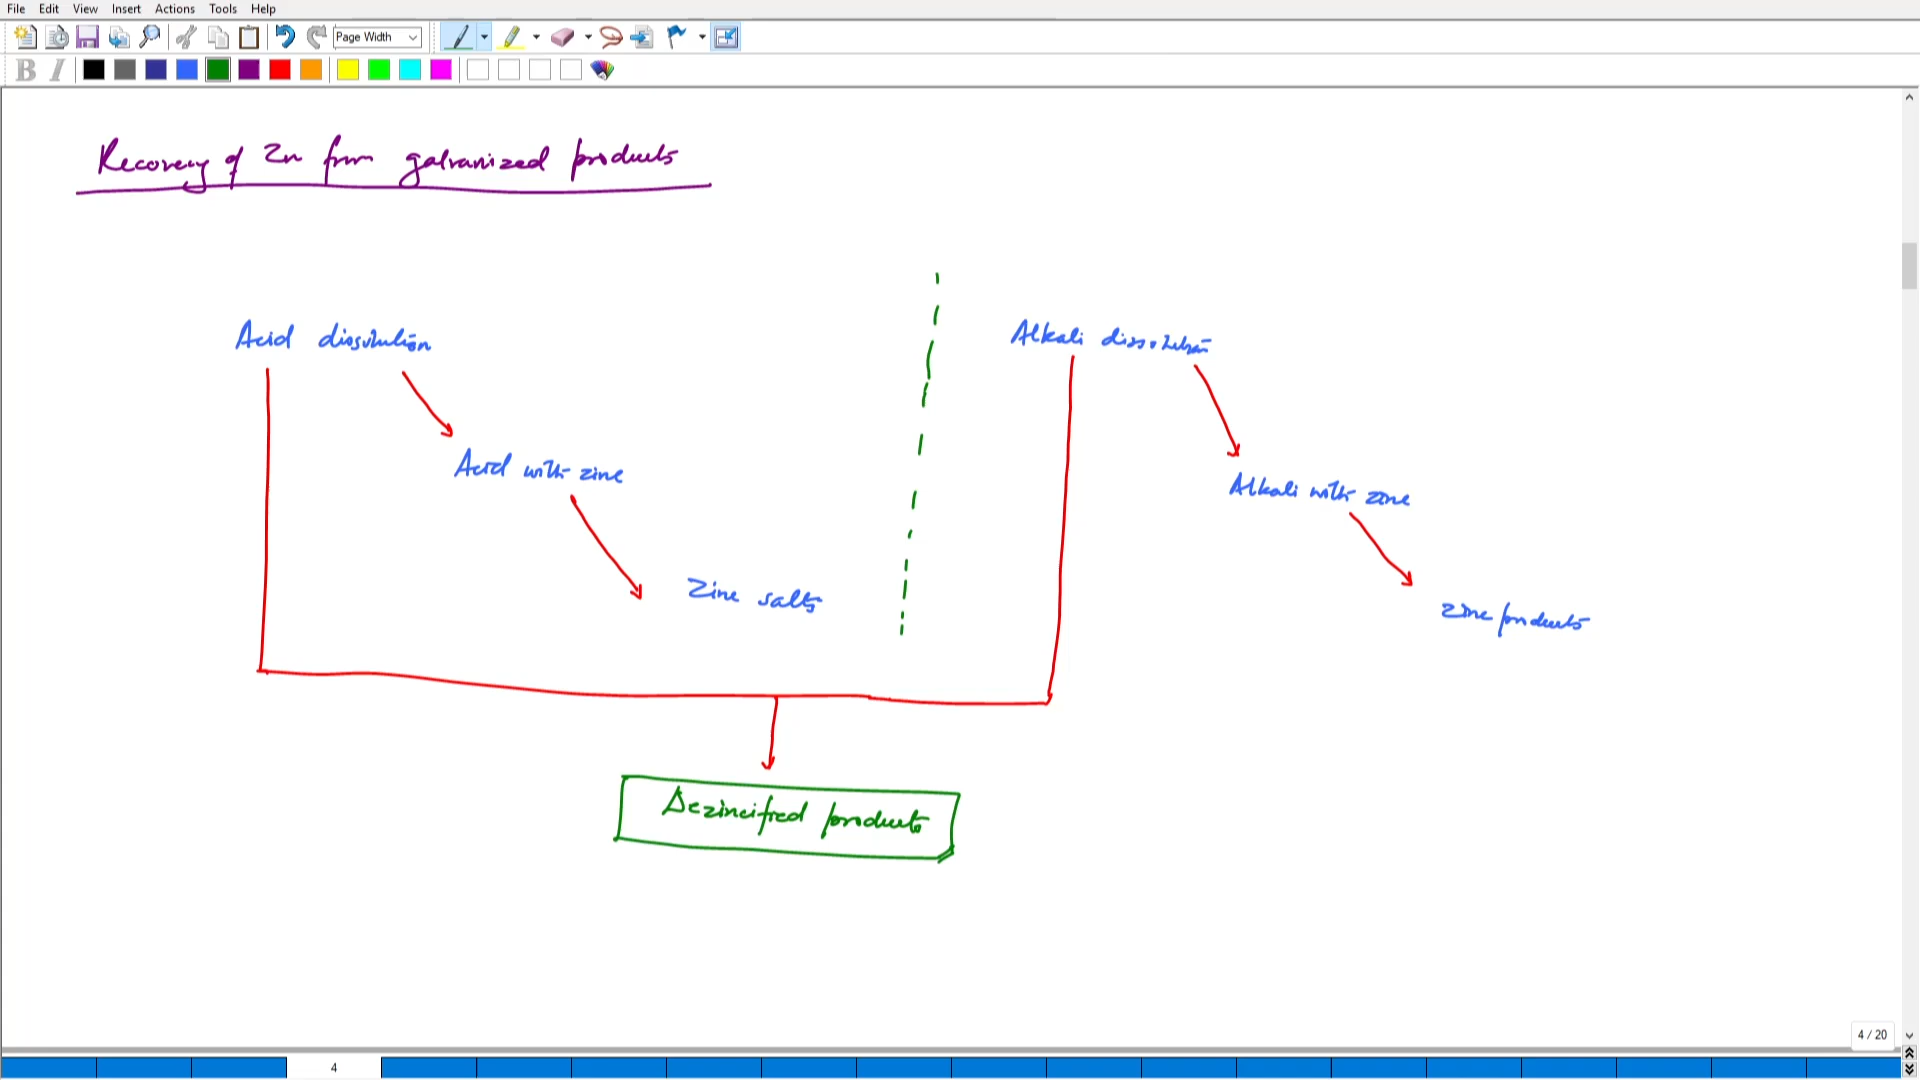 File Edit View Insert Actions Tools Help
Page Width
B I
Recovery of Zn from galvanized products
Acid dissolution
Alkali dissolution
Acid with zinc
Alkali with zinc
Zinc salts
Zinc products
Dezincified products
4 / 20
4